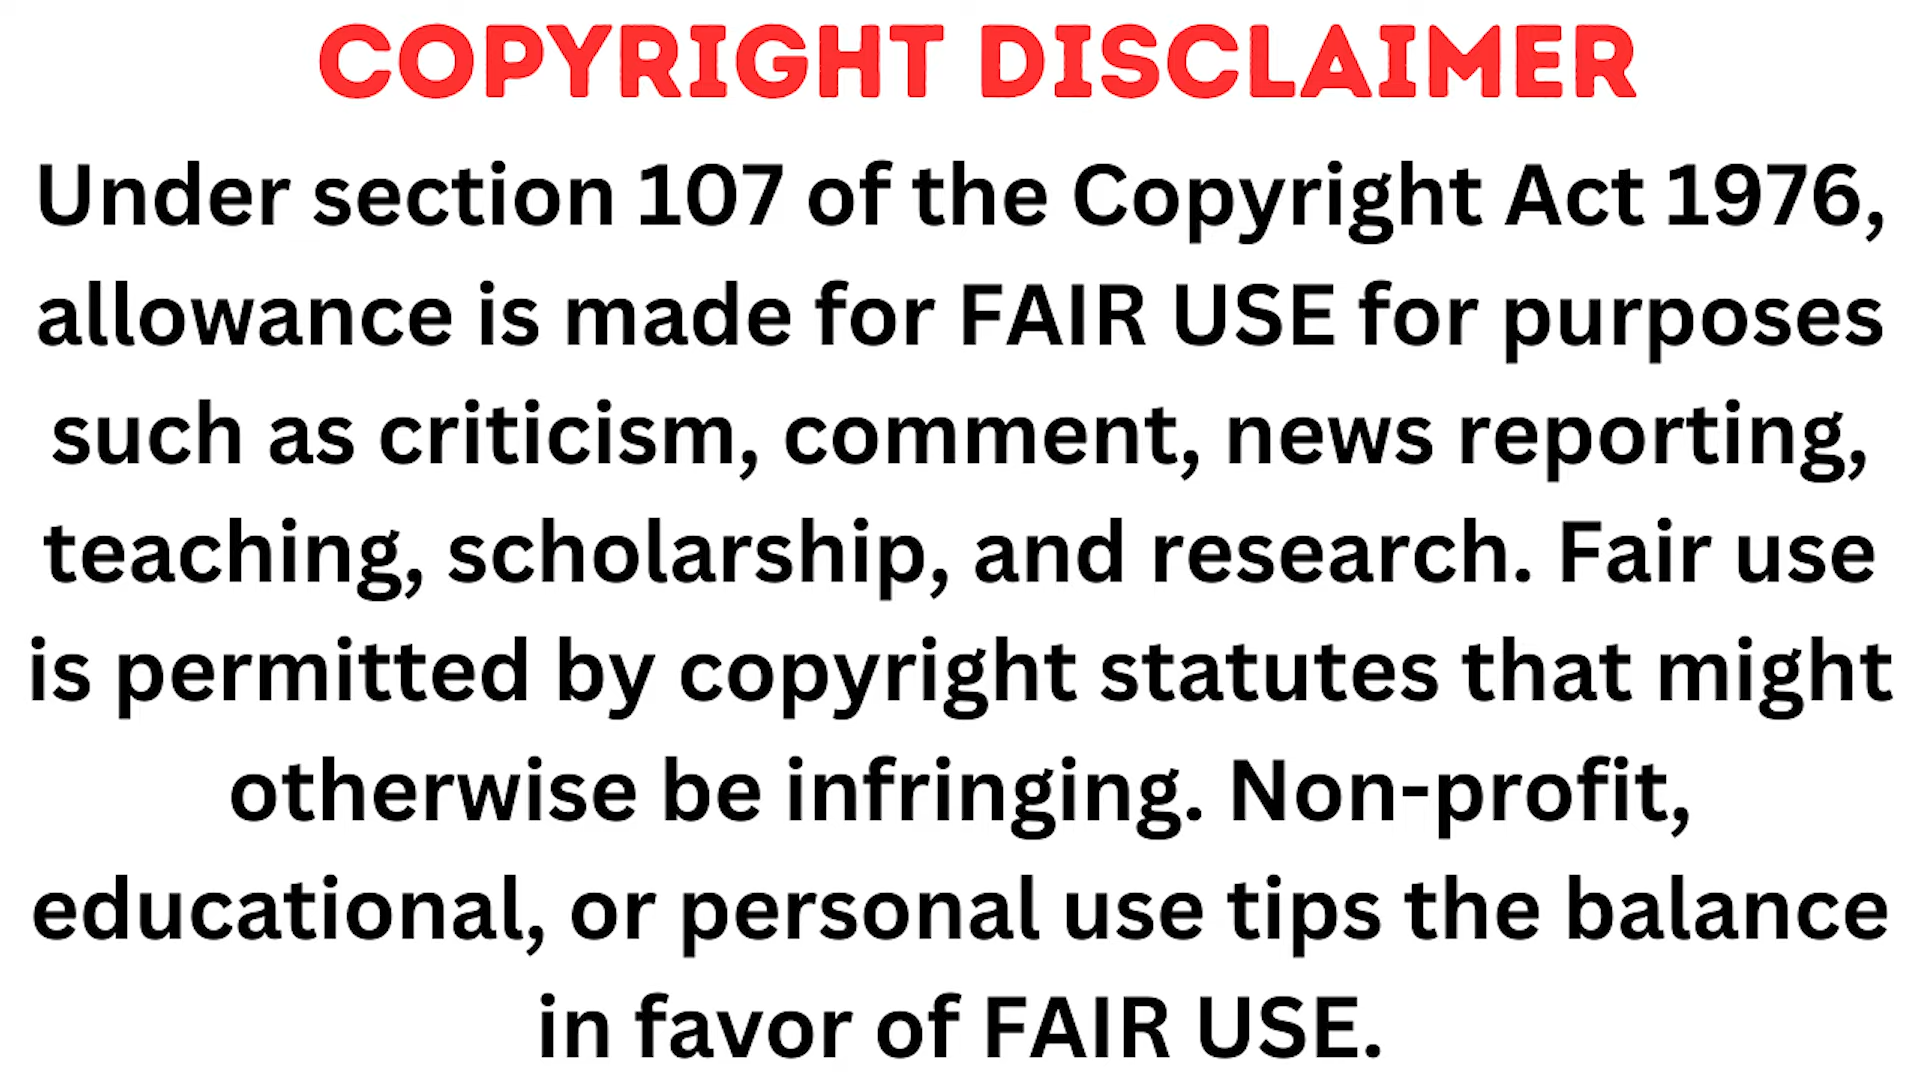 COPYRIGHT DISCLAIMER
Under section 107 of the Copyright Act 1976,
allowance is made for FAIR USE for purposes
such as criticism, comment, news reporting,
teaching, scholarship, and research. Fair use
is permitted by copyright statutes that might
otherwise be infringing. Non-profit,
educational, or personal use tips the balance
in favor of FAIR USE.